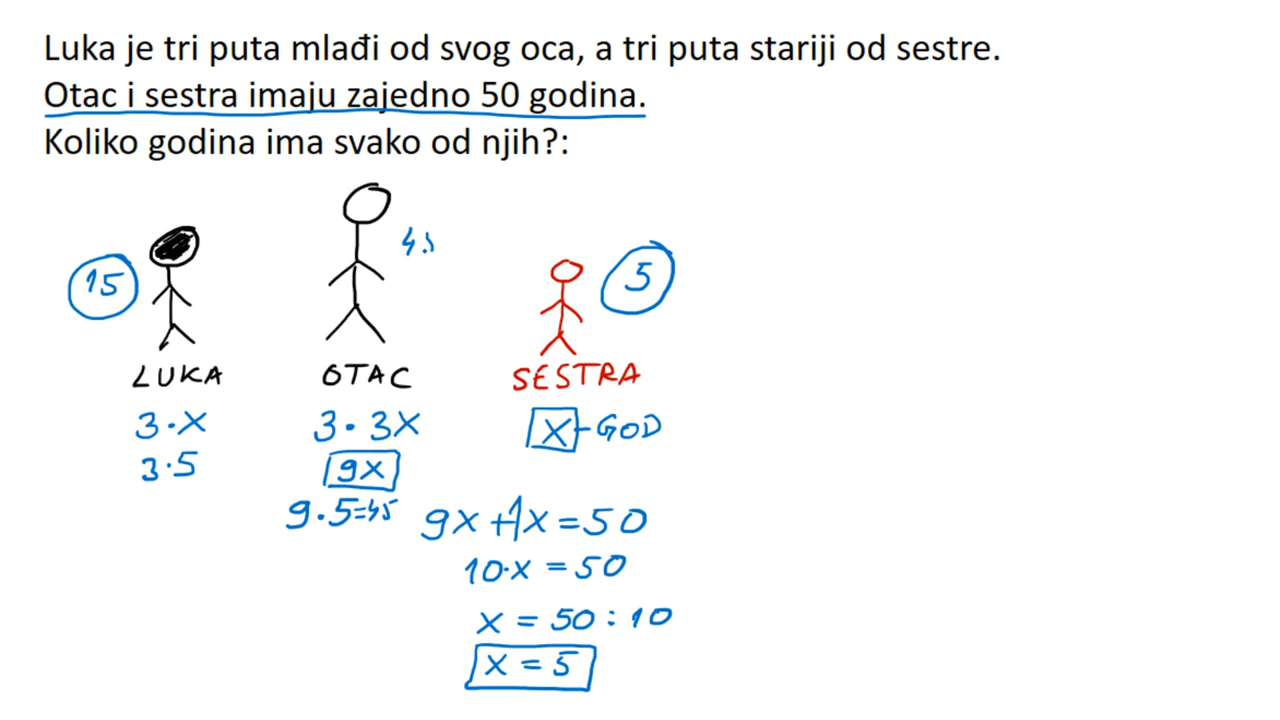 Luka je tri puta mlađi od svog oca, a tri puta stariji od sestre.
Otac i sestra imaju zajedno 50 godina.
Koliko godina ima svako od njih?:
15
5
LUKA OTAC SESTRA
3·X 3·3X X-GOD
3·5 9X
9·5=45
9X+1X=50
10·X=50
X=50:10
X=5